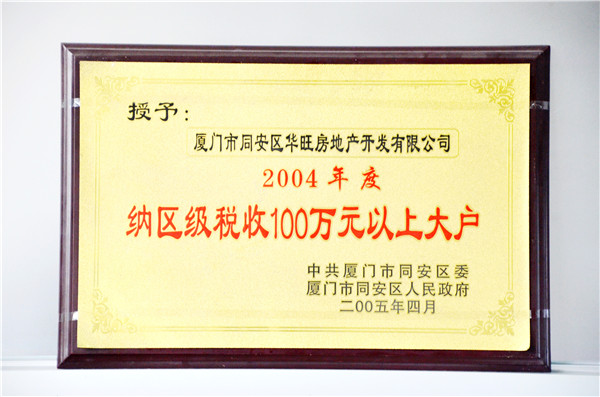 授予：
厦门市同安区华旺房地产开发有限公司
2004年度
纳区级税收100万元以上大户
中共厦门市同安区委
厦门市同安区人民政府
二00五年四月